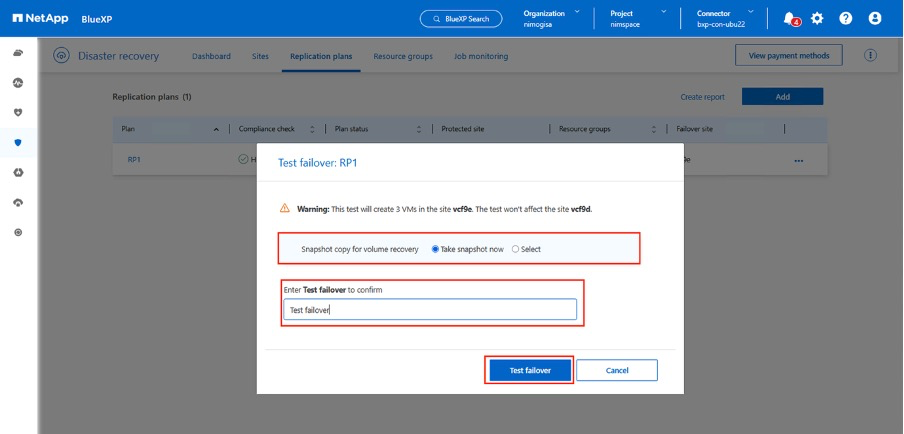 NetApp BlueXP
BlueXP Search
Organization
nimogisa
Project
nimspace
Connector
bxp-con-ubu22
4
Disaster recovery
Dashboard
Sites
Replication plans
Resource groups
Job monitoring
View payment methods
Replication plans (1)
Create report
Add
Plan
Compliance check
Plan status
Protected site
Resource groups
Failover site
RP1
H
9e
Test failover: RP1
Warning: This test will create 3 VMs in the site vcf9e. The test won't affect the site vcf9d.
Snapshot copy for volume recovery
Take snapshot now
Select
Enter Test failover to confirm
Test failover
Test failover
Cancel